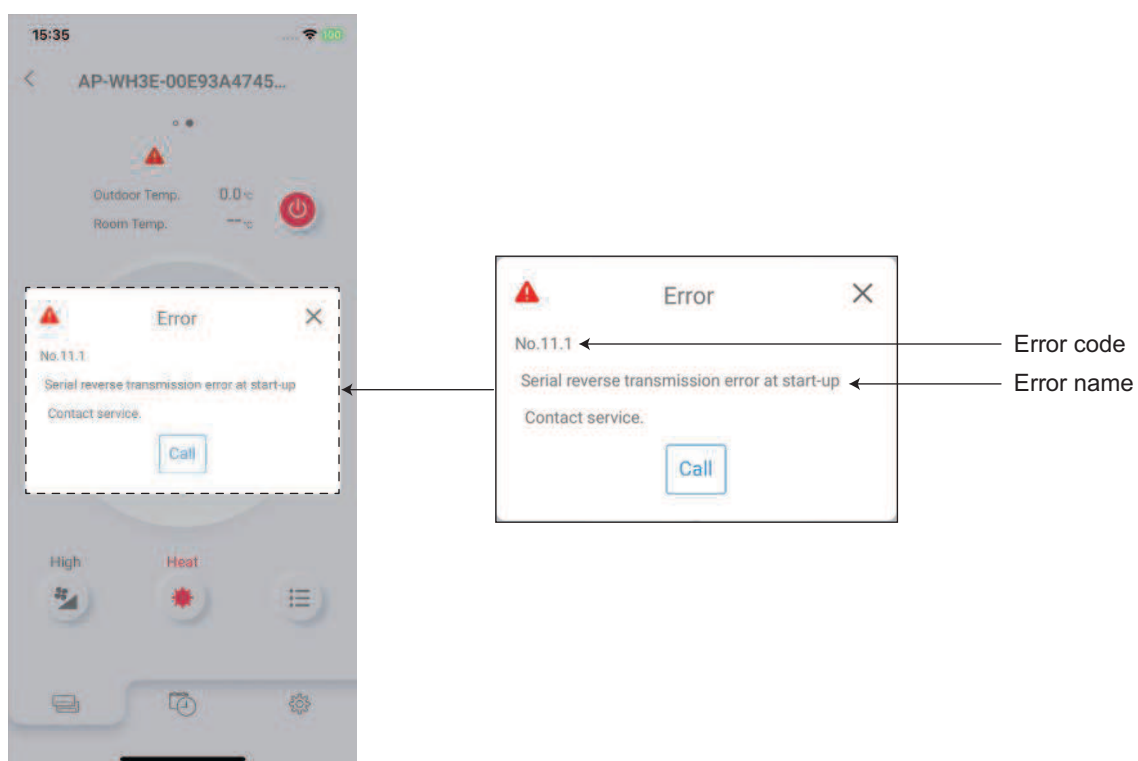 15:35
100
AP-WH3E-00E93A4745...
Outdoor Temp. 0.0 °C
Room Temp. -- °C
Error
No.11.1
Serial reverse transmission error at start-up
Contact service.
Call
High
Heat
Error
No.11.1
Serial reverse transmission error at start-up
Contact service.
Call
Error code
Error name